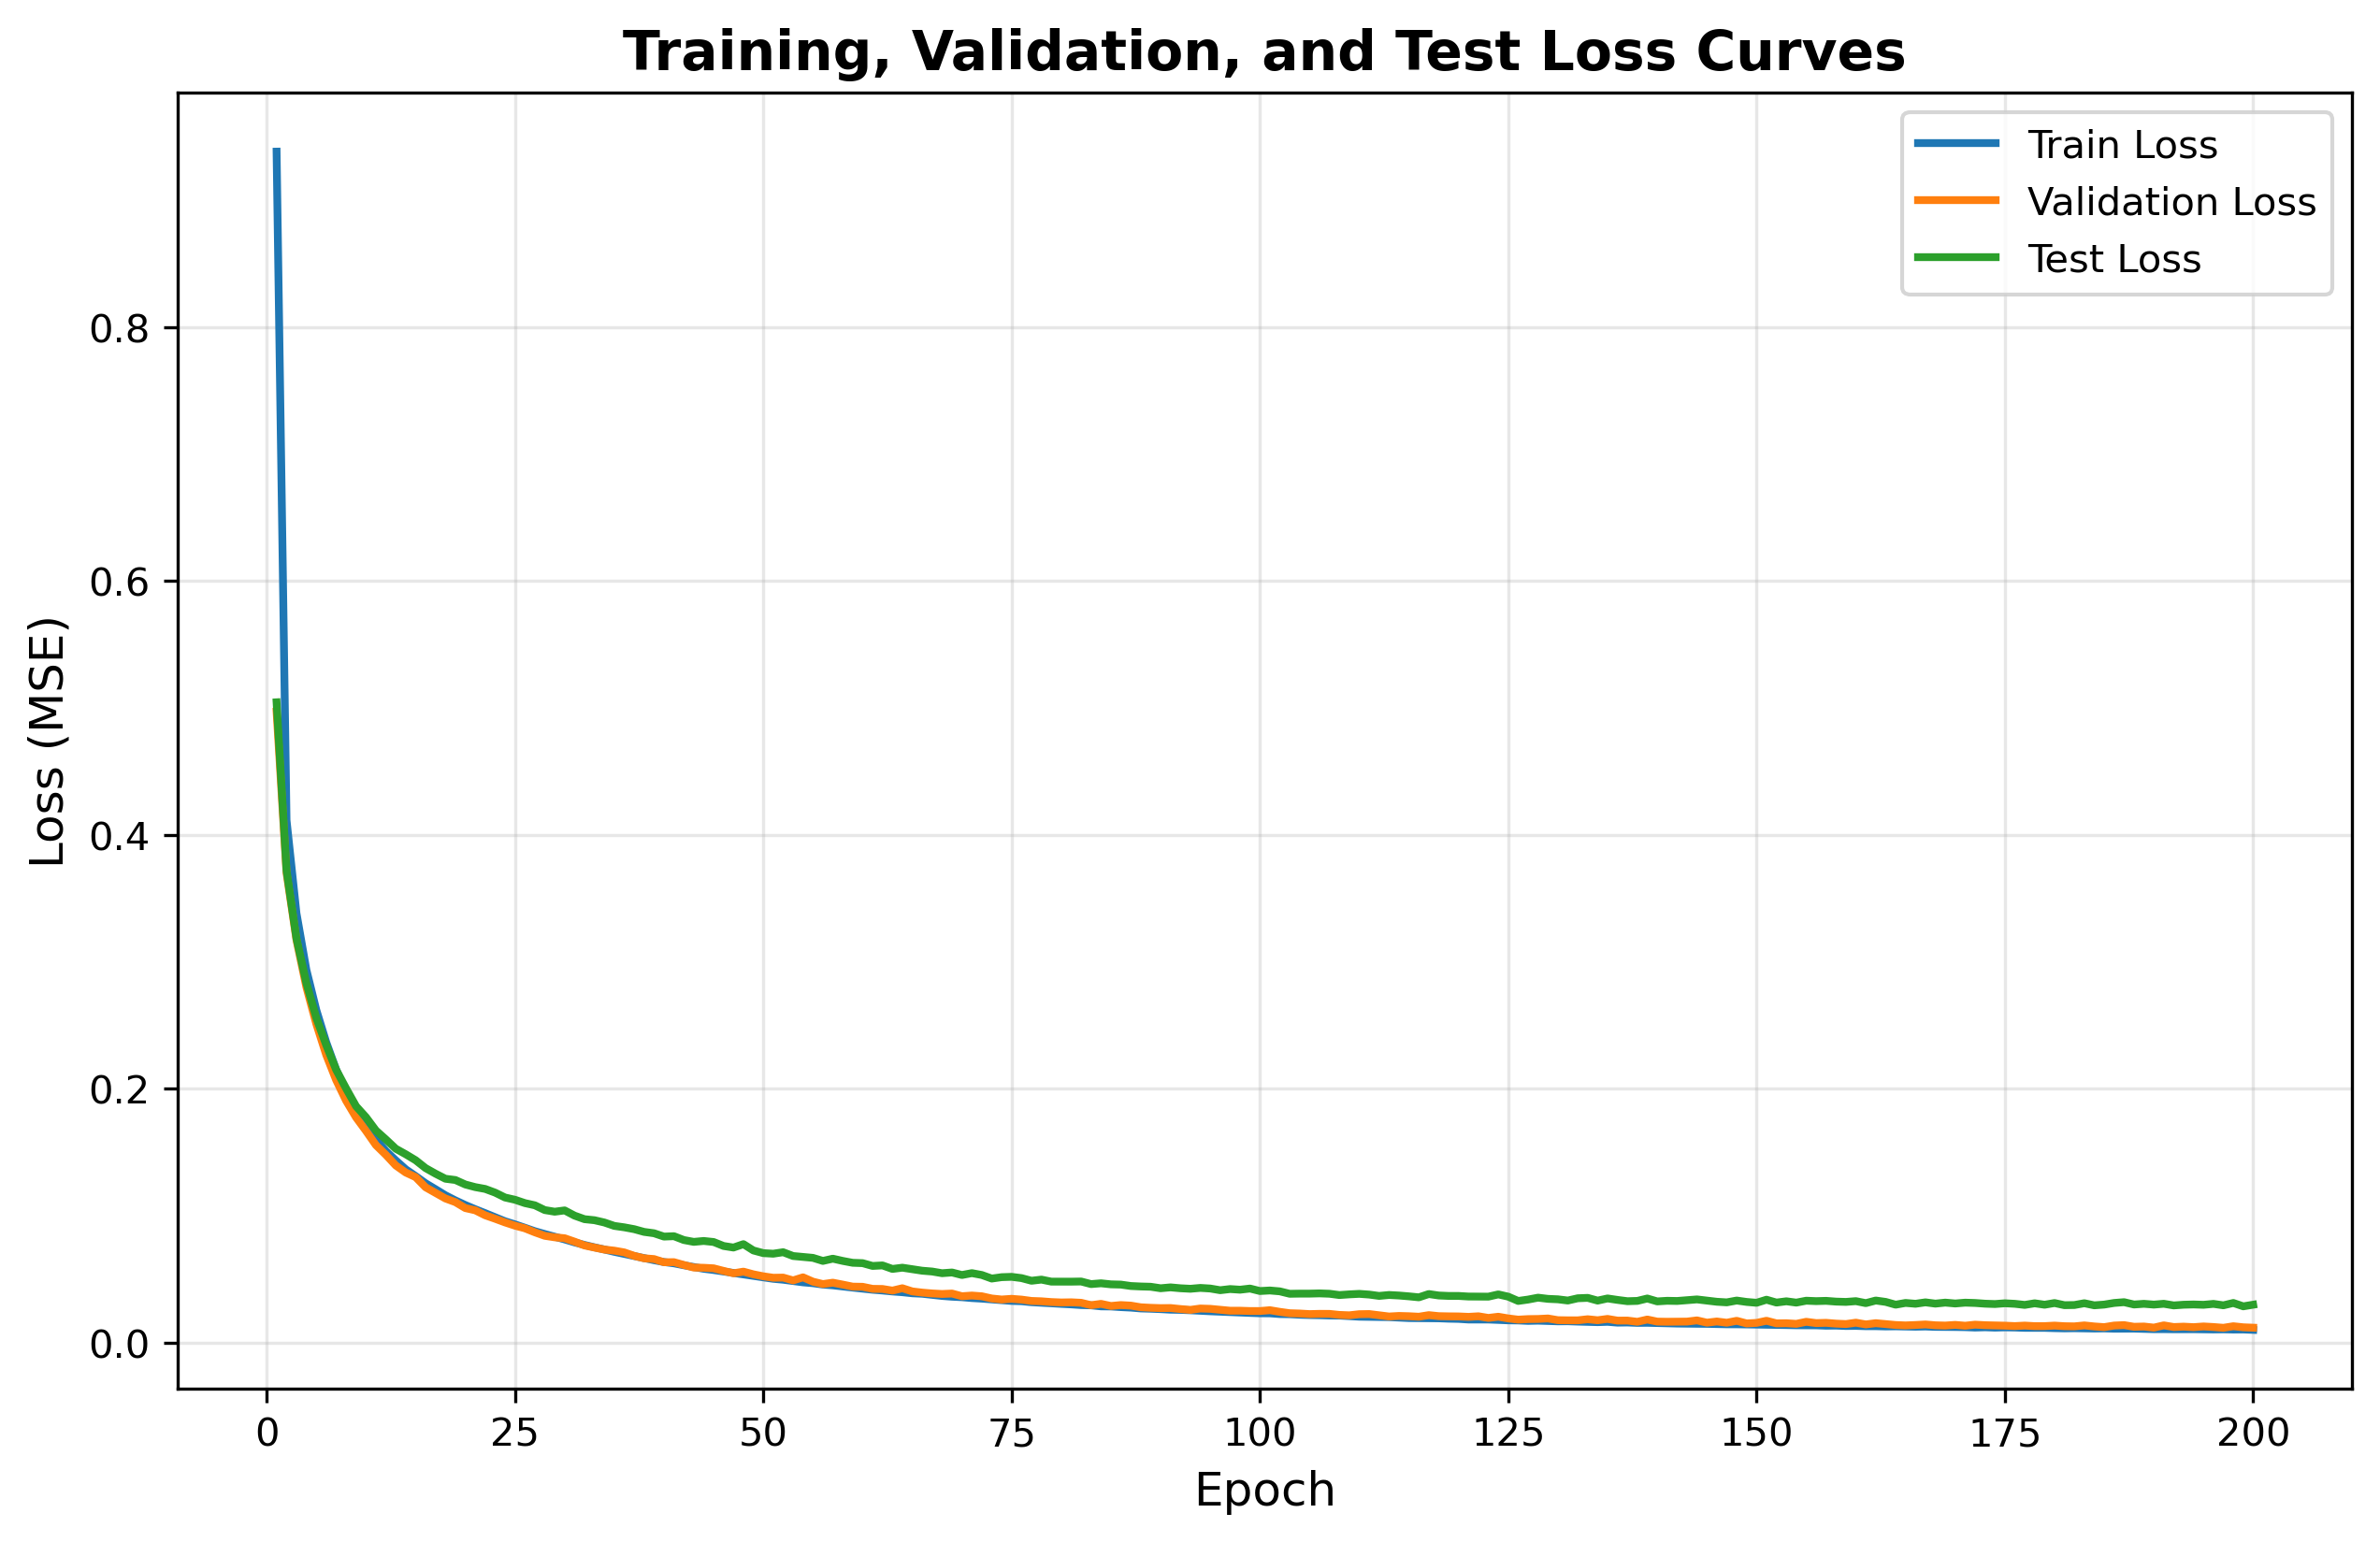 Training, Validation, and Test Loss Curves
Train Loss
Validation Loss
Test Loss
Loss (MSE)
0.8
0.6
0.4
0.2
0.0
0 25 50 75 100 125 150 175 200
Epoch